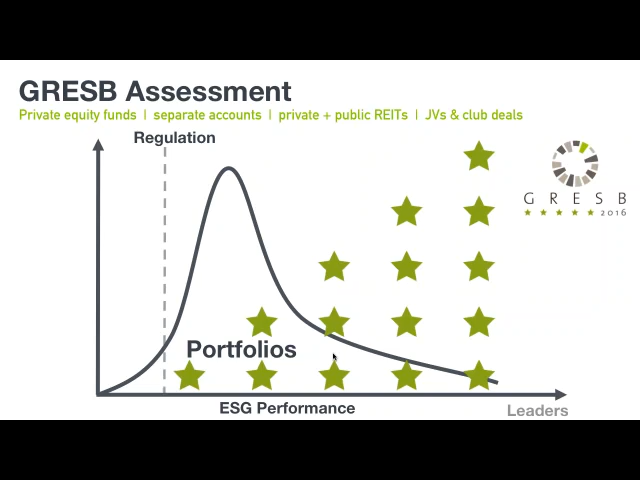 GRESB Assessment
Private equity funds | separate accounts | private + public REITs | JVs & club deals
Regulation
GRESB
2016
Portfolios
ESG Performance
Leaders